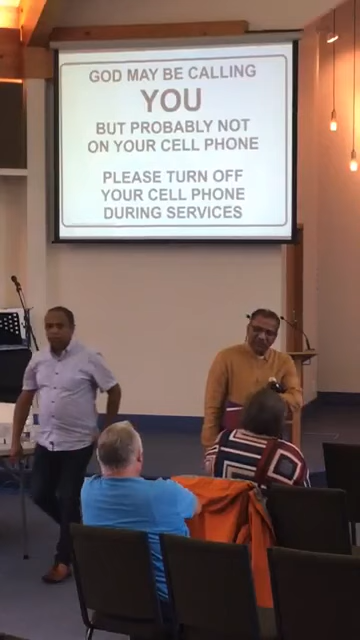 GOD MAY BE CALLING
YOU
BUT PROBABLY NOT
ON YOUR CELL PHONE
PLEASE TURN OFF
YOUR CELL PHONE
DURING SERVICES